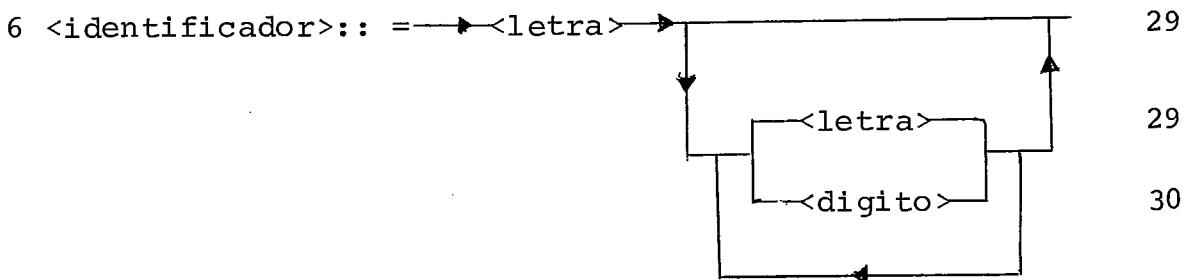 6 <identificador>:: = <letra> 29
<letra> 29
<digito> 30